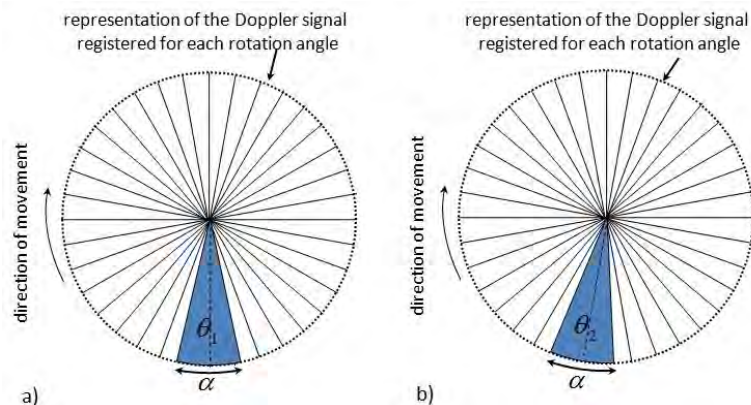 representation of the Doppler signal
registered for each rotation angle
direction of movement
θ1
α
a)
representation of the Doppler signal
registered for each rotation angle
direction of movement
θ2
α
b)